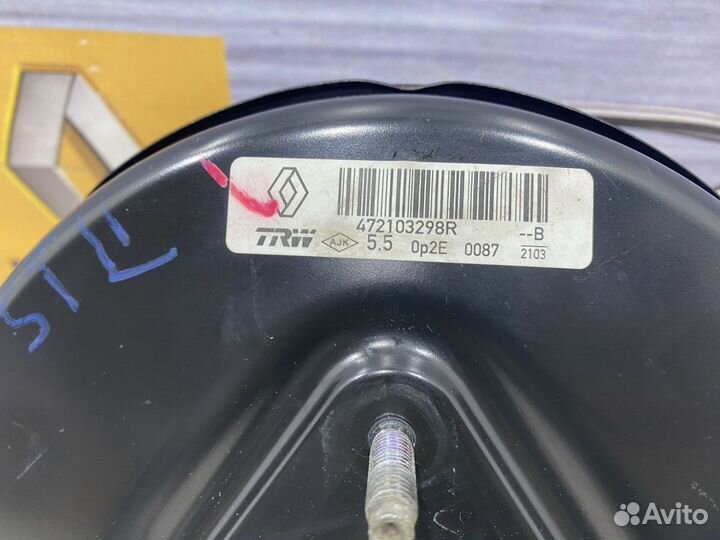 472103298R --B
TRW AJK 5.5 0p2E 0087 2103
Avito